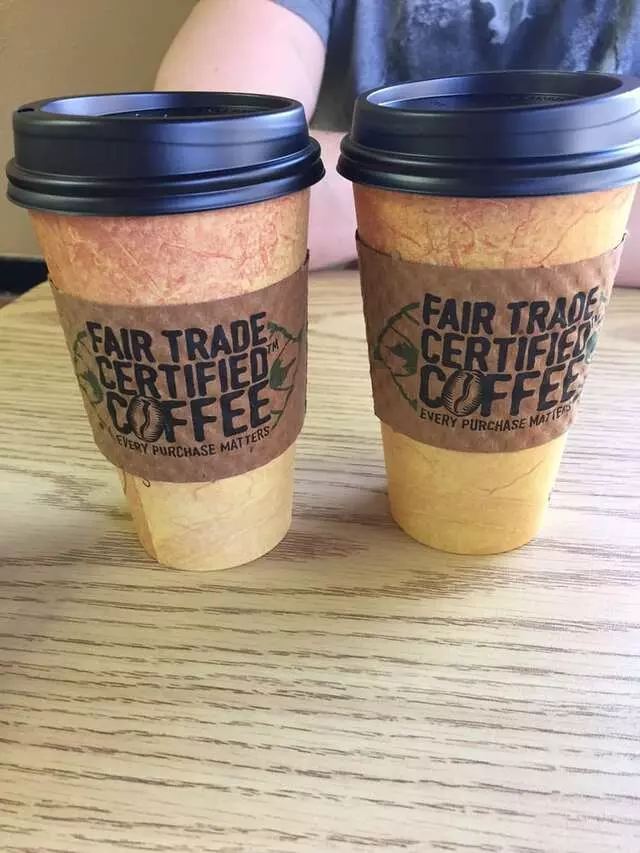 FAIR TRADE
CERTIFIED™
COFFEE
EVERY PURCHASE MATTERS
FAIR TRADE
CERTIFIED™
COFFEE
EVERY PURCHASE MATTERS